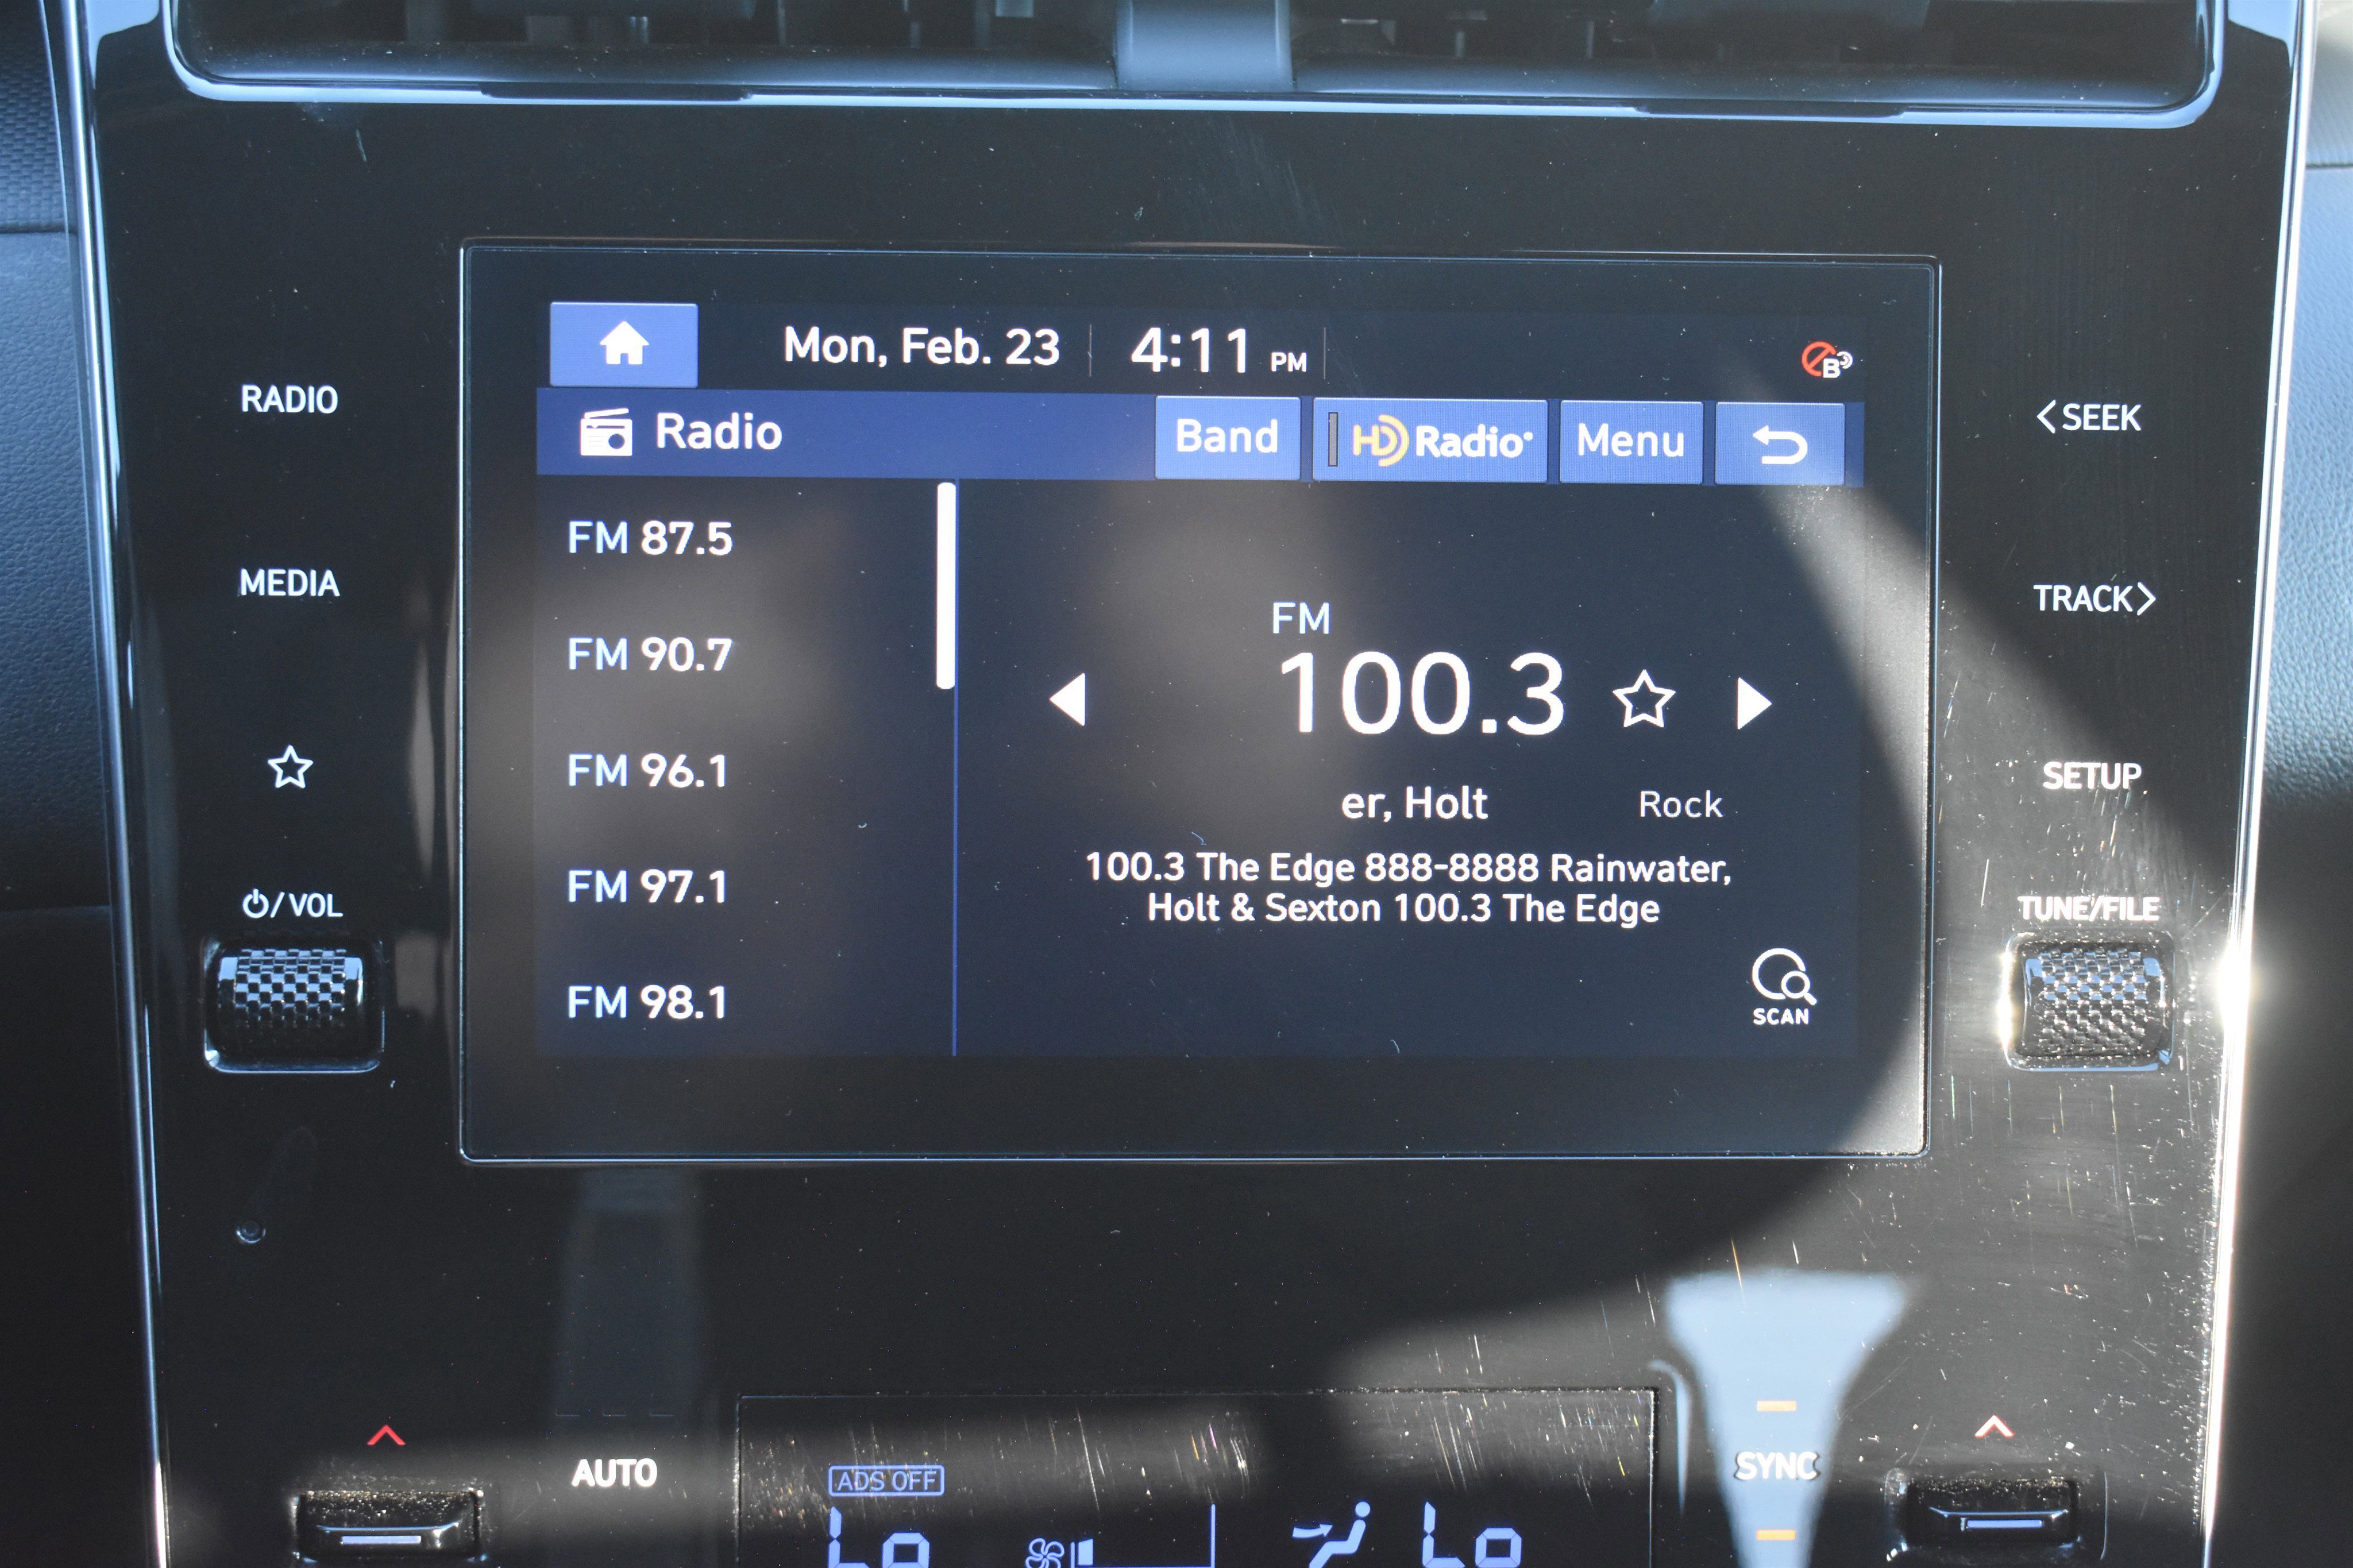 Mon, Feb. 23 4:11 PM
B
RADIO
Radio Band HD Radio Menu
<SEEK
FM 87.5
MEDIA
TRACK>
FM
FM 90.7
100.3
FM 96.1
SETUP
er, Holt Rock
100.3 The Edge 888-8888 Rainwater,
Holt & Sexton 100.3 The Edge
FM 97.1
/VOL
TUNE/FILE
FM 98.1
SCAN
AUTO
ADS OFF
SYNC
Lo Lo